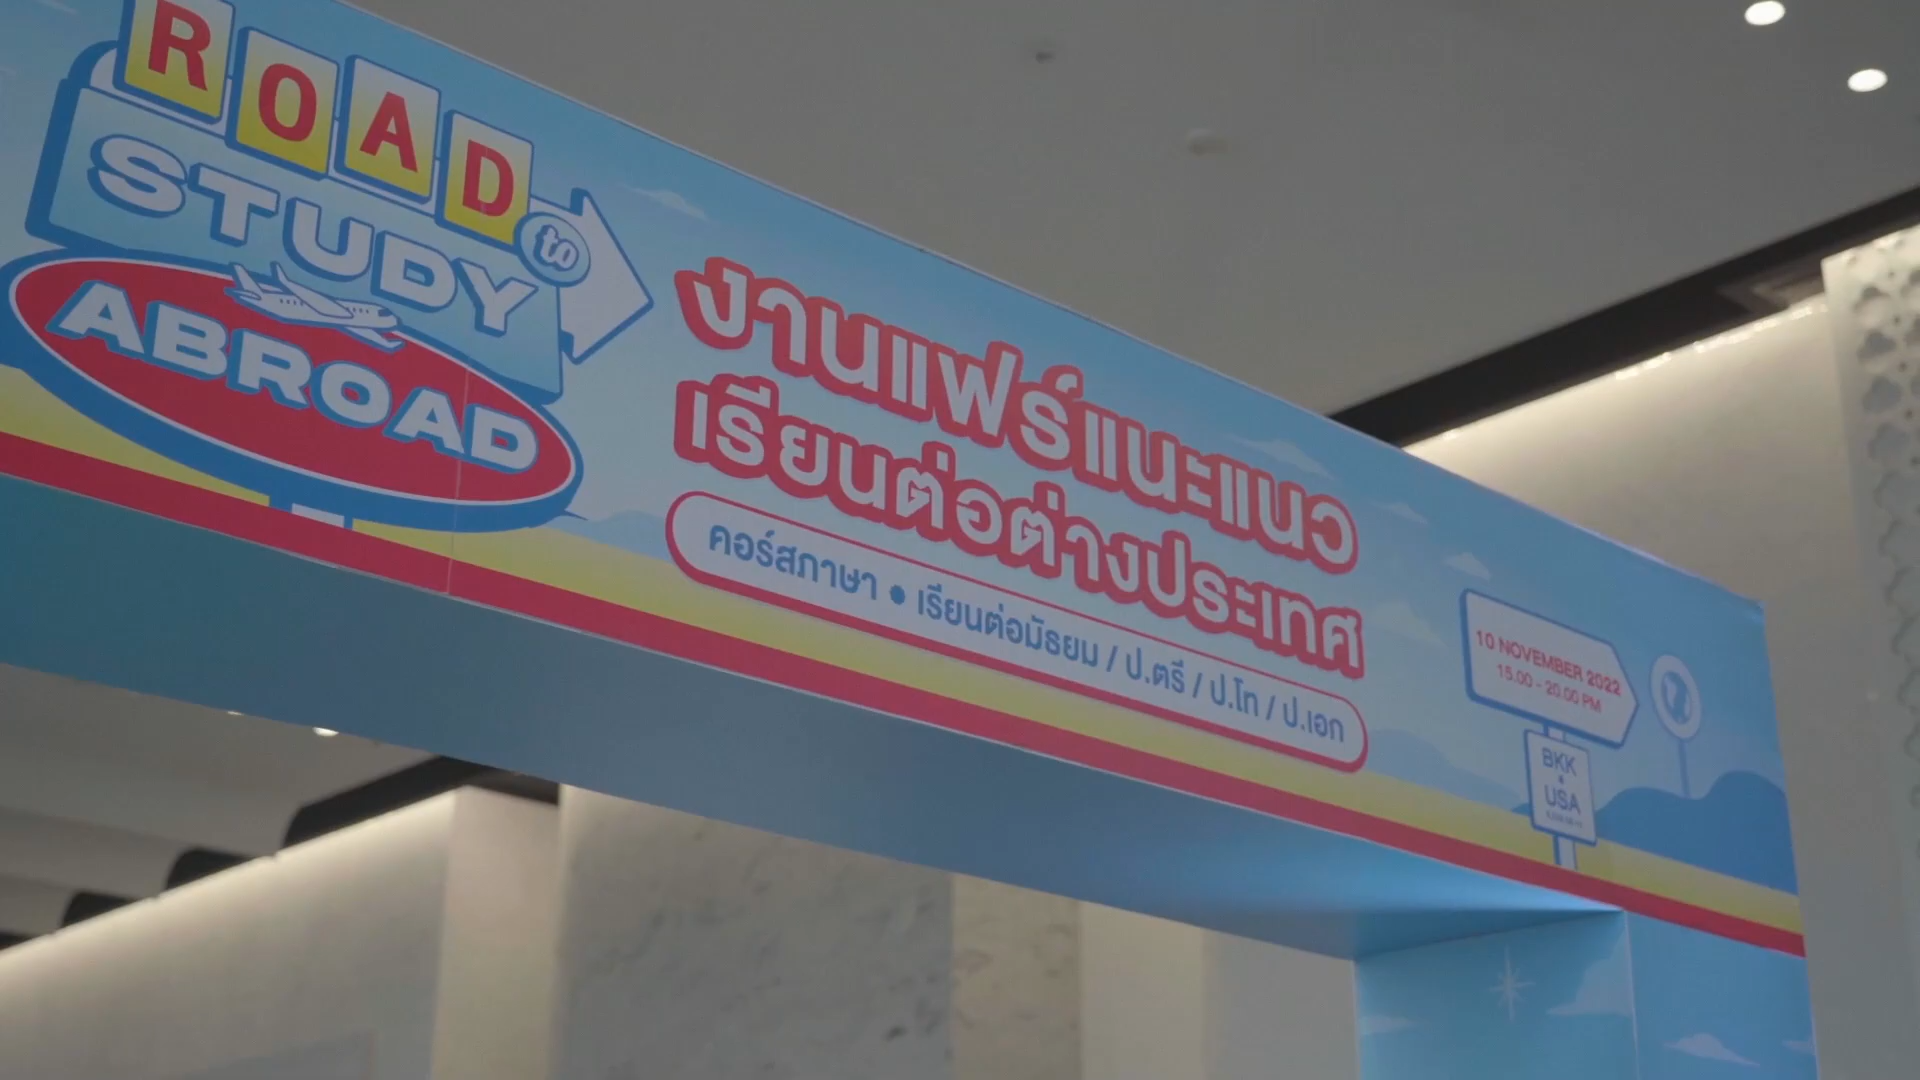 ROAD to
STUDY
ABROAD
งานแฟร์แนะแนว
เรียนต่อต่างประเทศ
คอร์สภาษา • เรียนต่อมัธยม / ป.ตรี / ป.โท / ป.เอก
10 NOVEMBER 2022
15.00 - 20.00 PM
BKK
USA